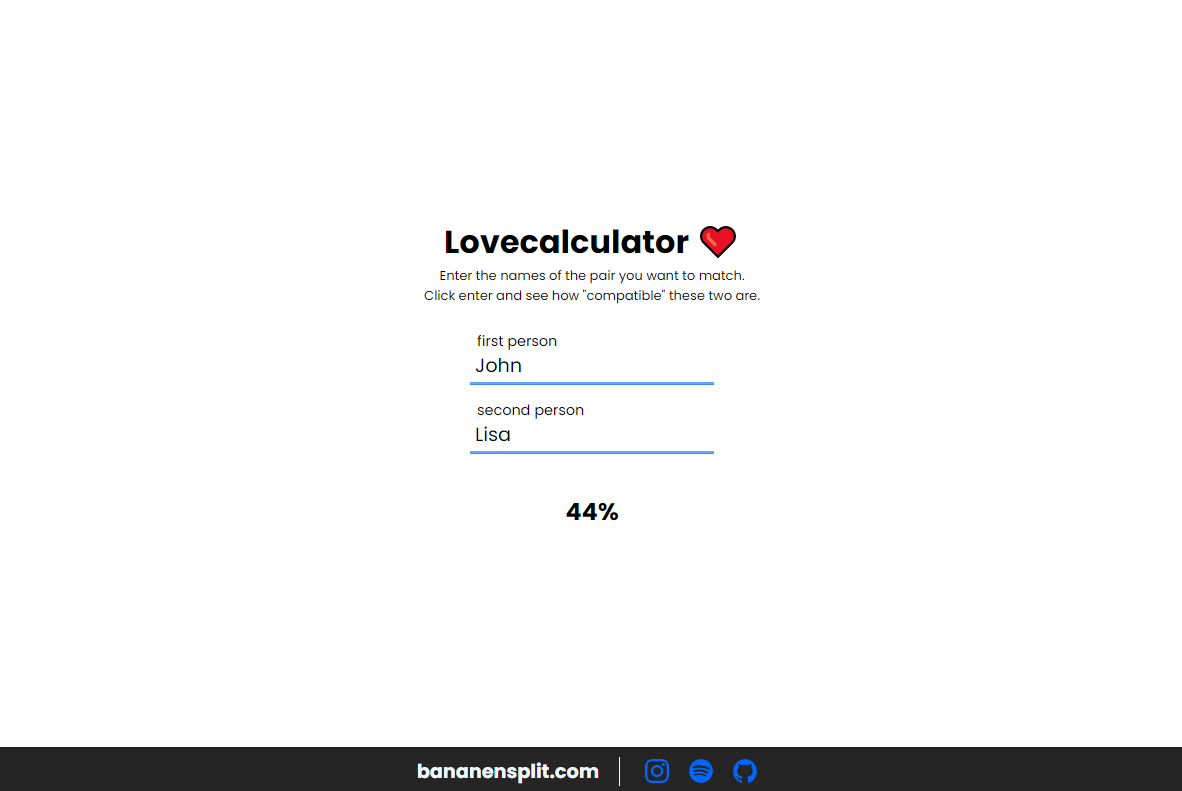 Lovecalculator
Enter the names of the pair you want to match.
Click enter and see how "compatible" these two are.
first person
John
second person
Lisa
44%
bananensplit.com